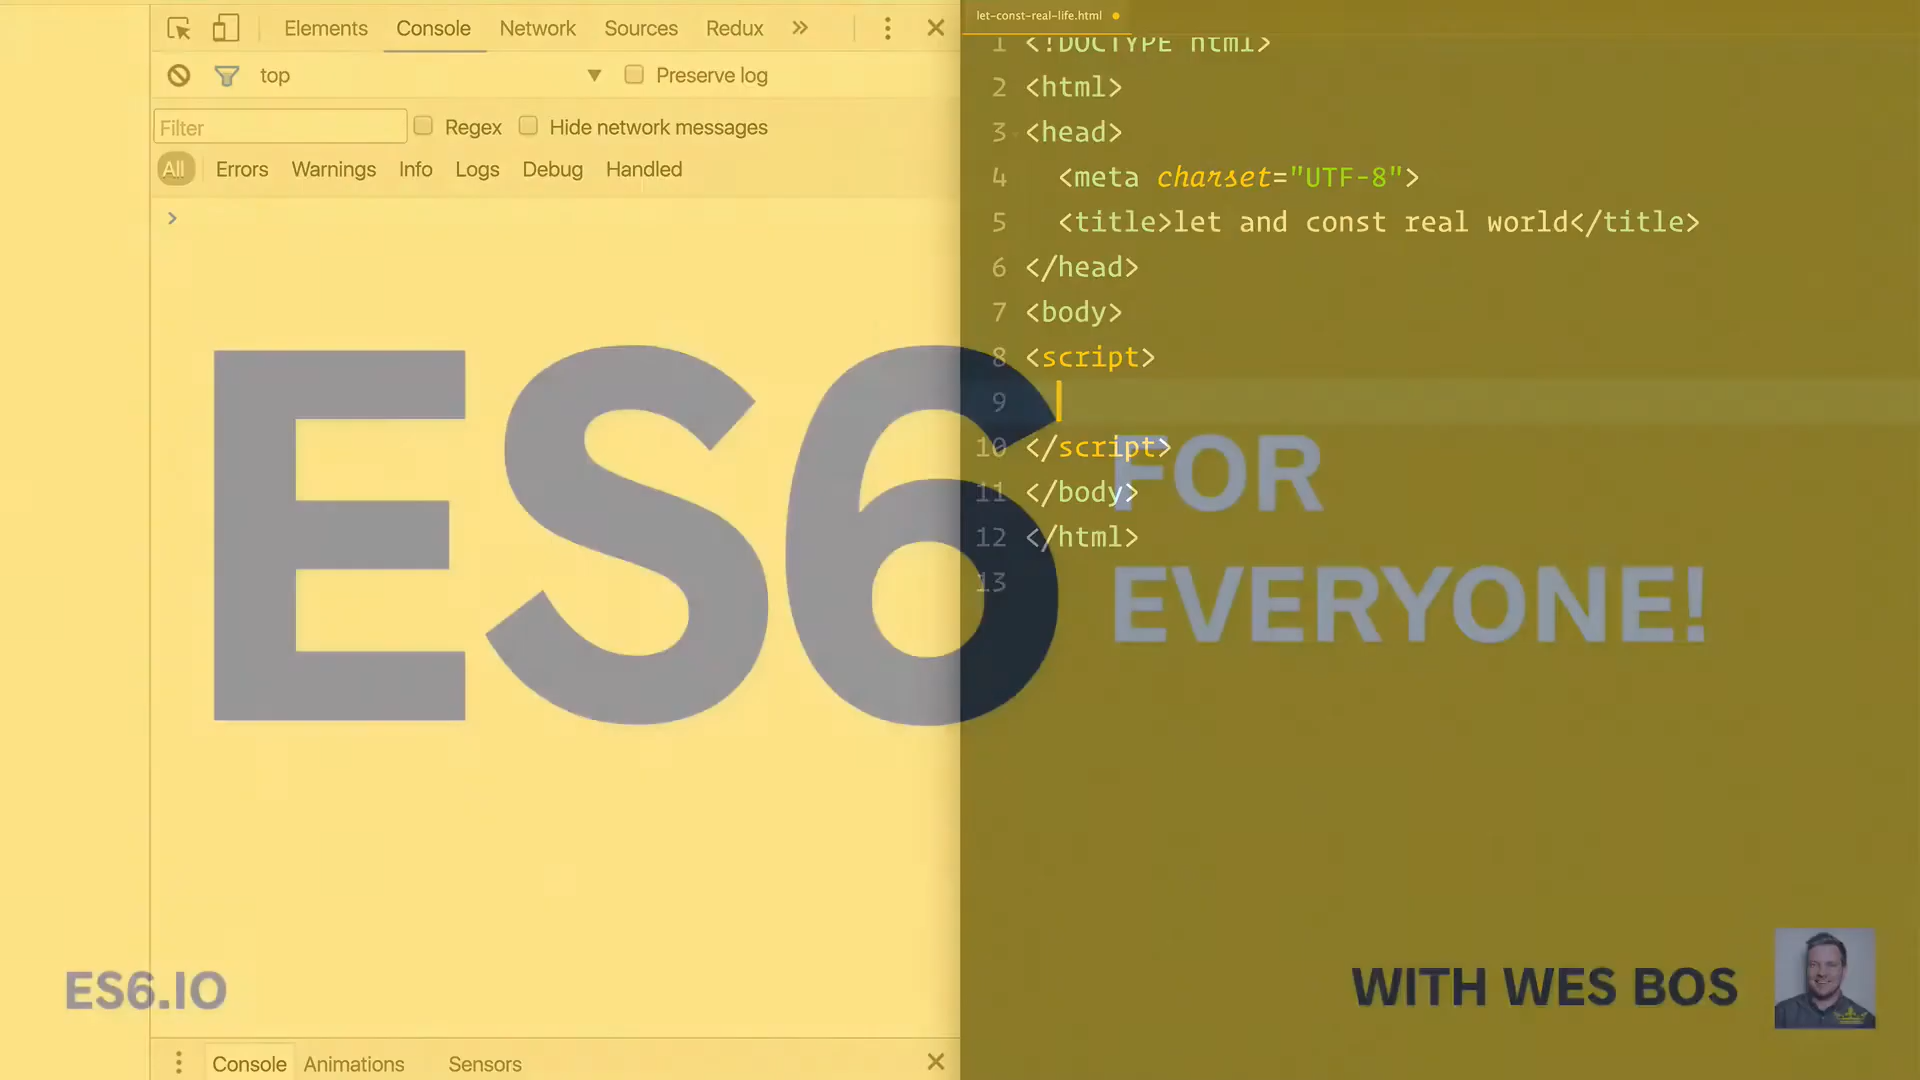 Elements Console Network Sources Redux »
top Preserve log
Filter Regex Hide network messages
All Errors Warnings Info Logs Debug Handled
>
let-const-real-life.html
1 <!DOCTYPE html>
2 <html>
3 <head>
4 <meta charset="UTF-8">
5 <title>let and const real world</title>
6 </head>
7 <body>
8 <script>
9
10 </script>
11 </body>
12 </html>
13
ES6
FOR
EVERYONE!
ES6.IO
WITH WES BOS
Console Animations Sensors